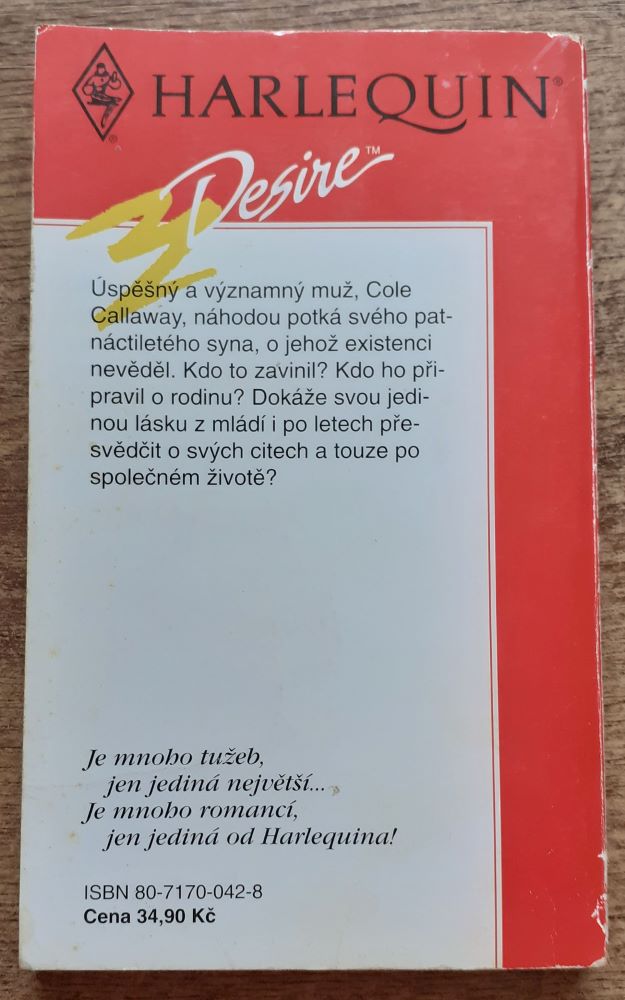 HARLEQUIN®
®
Desire™
Úspěšný a významný muž, Cole
Callaway, náhodou potká svého pat-
náctiletého syna, o jehož existenci
nevěděl. Kdo to zavinil? Kdo ho při-
pravil o rodinu? Dokáže svou jedi-
nou lásku z mládí i po letech pře-
svědčit o svých citech a touze po
společném životě?
Je mnoho tužeb,
jen jediná největší...
Je mnoho romancí,
jen jediná od Harlequina!
ISBN 80-7170-042-8
Cena 34,90 Kč